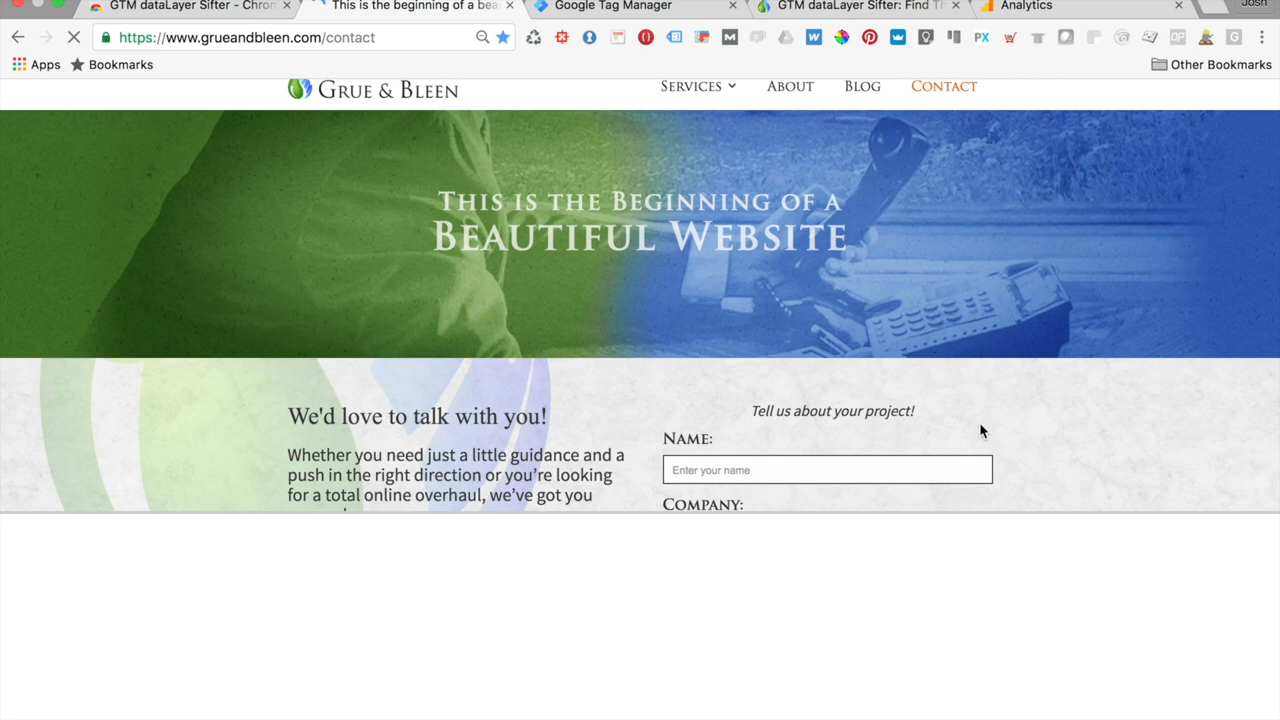 GTM dataLayer Sifter - Chron
This is the beginning of a bea
Google Tag Manager
GTM dataLayer Sifter: Find Th
Analytics
Josh
https://www.grueandbleen.com/contact
Apps
Bookmarks
Other Bookmarks
GRUE & BLEEN
SERVICES
ABOUT
BLOG
CONTACT
THIS IS THE BEGINNING OF A
BEAUTIFUL WEBSITE
We'd love to talk with you!
Whether you need just a little guidance and a
push in the right direction or you're looking
for a total online overhaul, we've got you
Tell us about your project!
NAME:
Enter your name
COMPANY: